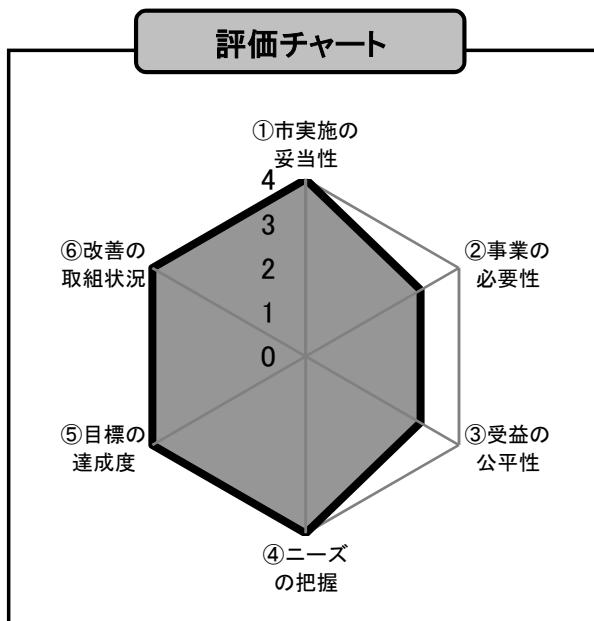 評価チャート
①市実施の
妥当性
4
3
2
1
0
②事業の
必要性
③受益の
公平性
④ニーズ
の把握
⑤目標の
達成度
⑥改善の
取組状況